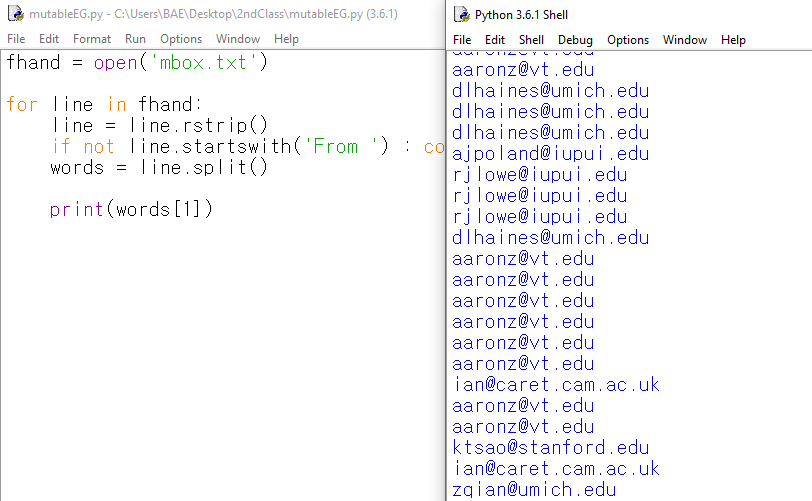 mutableEG.py - C:\Users\BAE\Desktop\2ndClass\mutableEG.py (3.6.1)
File Edit Format Run Options Window Help
fhand = open('mbox.txt')
for line in fhand:
line = line.rstrip()
if not line.startswith('From ') : co
words = line.split()
print(words[1])
Python 3.6.1 Shell
File Edit Shell Debug Options Window Help
aaronz@vt.edu
aaronz@vt.edu
dlhaines@umich.edu
dlhaines@umich.edu
dlhaines@umich.edu
ajpoland@iupui.edu
rjlowe@iupui.edu
rjlowe@iupui.edu
rjlowe@iupui.edu
dlhaines@umich.edu
aaronz@vt.edu
aaronz@vt.edu
aaronz@vt.edu
aaronz@vt.edu
aaronz@vt.edu
aaronz@vt.edu
ian@caret.cam.ac.uk
aaronz@vt.edu
aaronz@vt.edu
ktsao@stanford.edu
ian@caret.cam.ac.uk
zqian@umich.edu